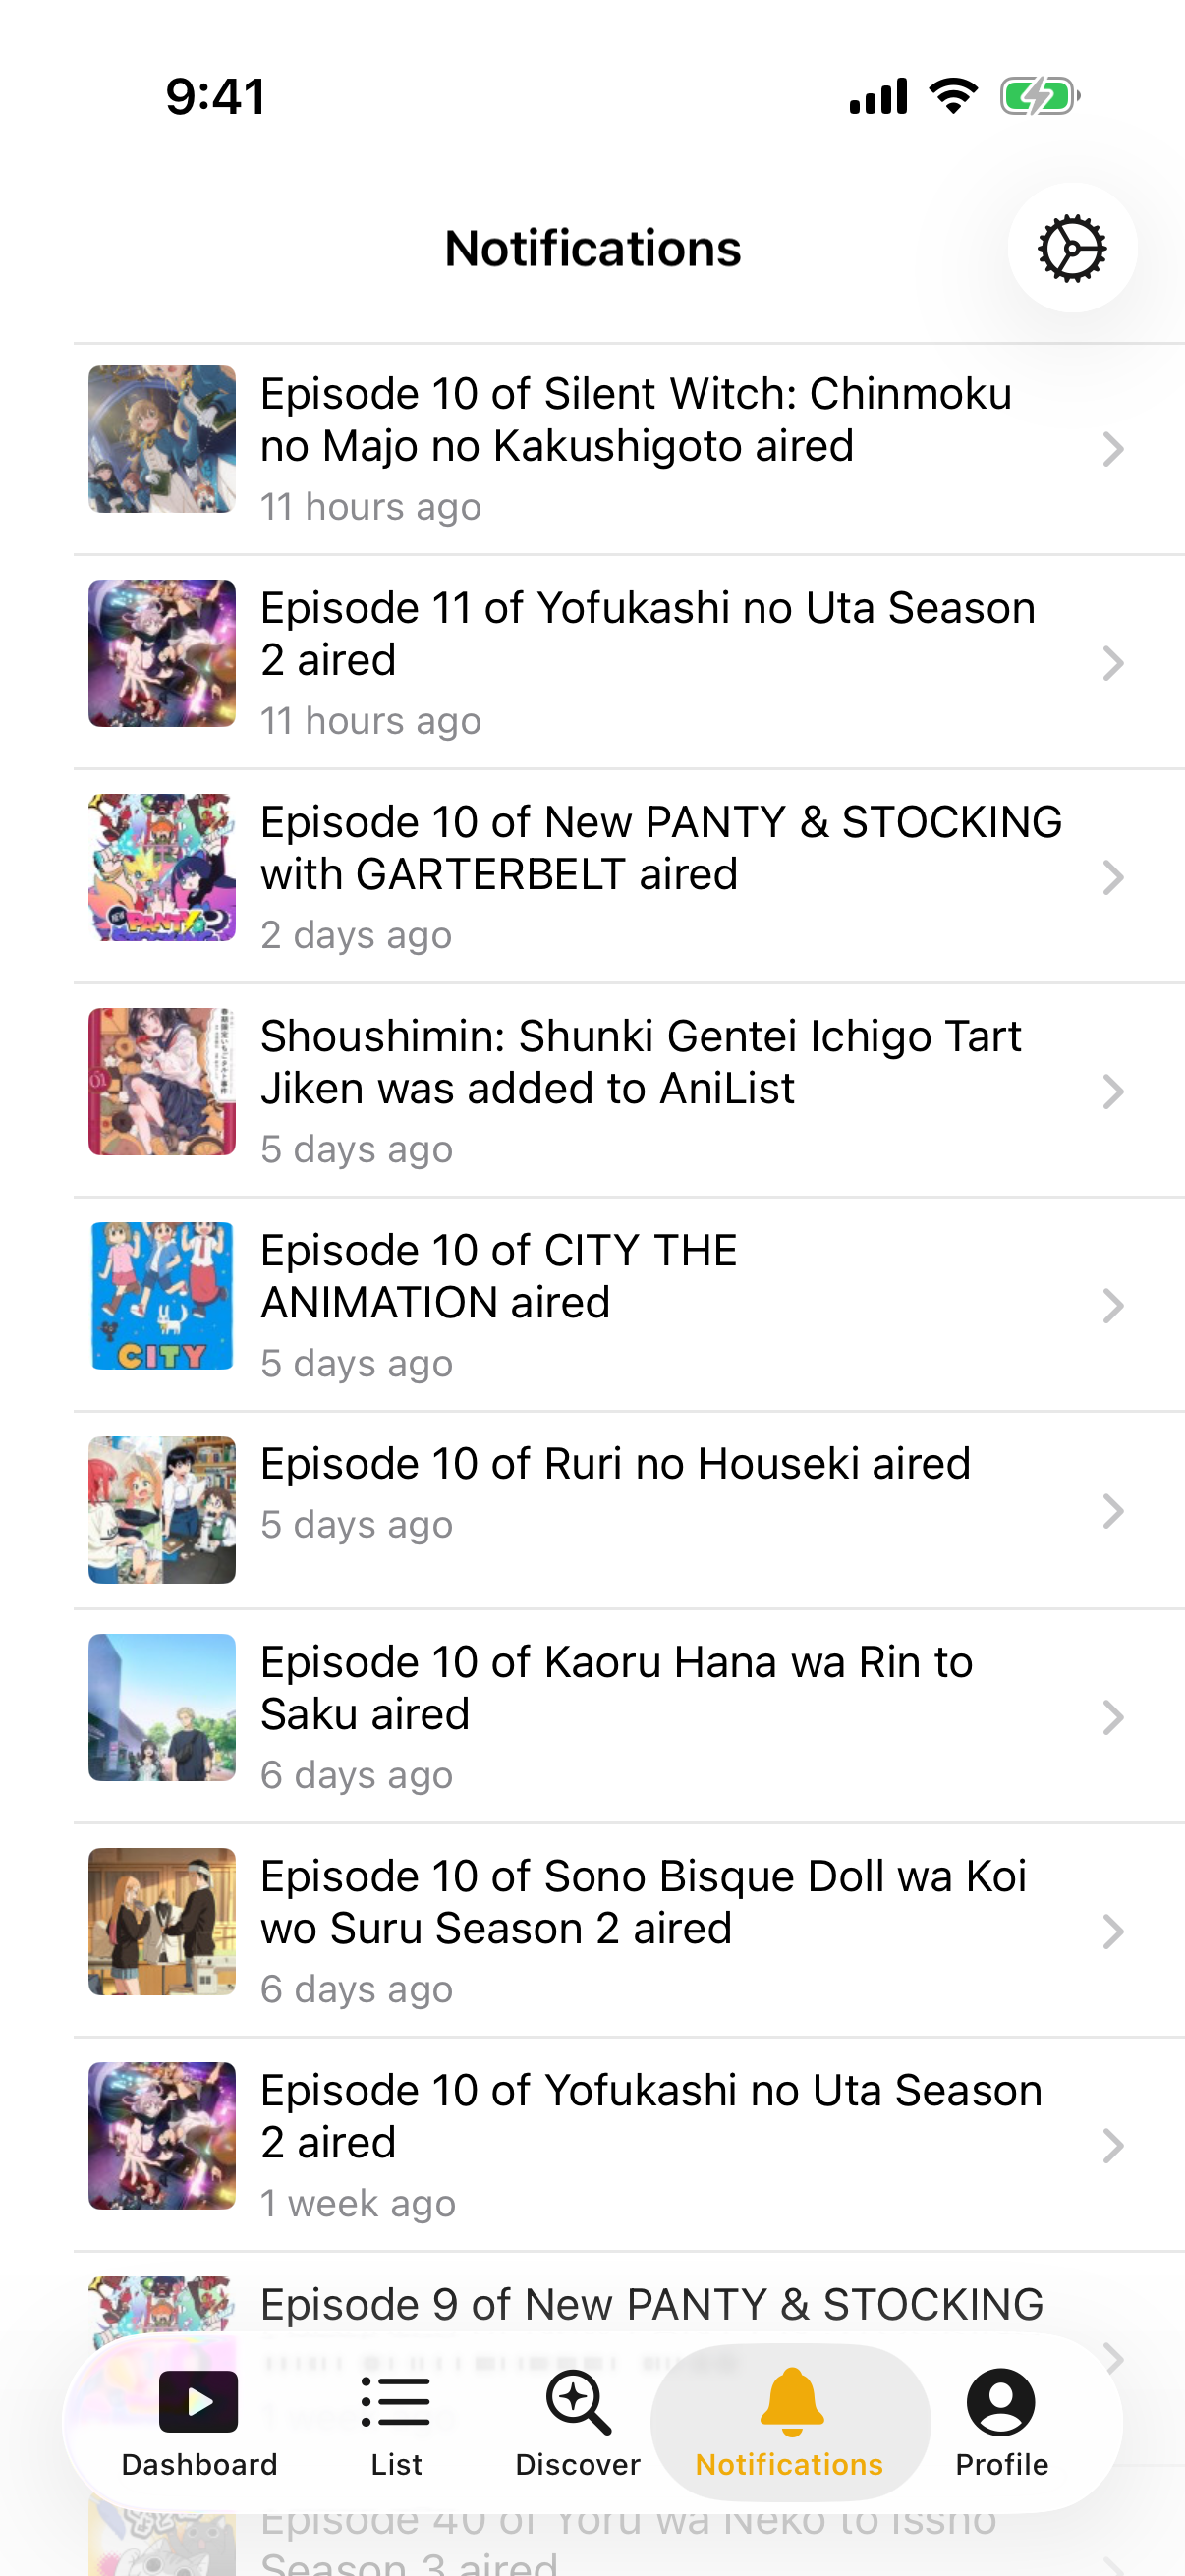 9:41
Notifications
Episode 10 of Silent Witch: Chinmoku
no Majo no Kakushigoto aired
11 hours ago
Episode 11 of Yofukashi no Uta Season
2 aired
11 hours ago
Episode 10 of New PANTY & STOCKING
with GARTERBELT aired
2 days ago
NEW
PANTY
Shoushimin: Shunki Gentei Ichigo Tart
Jiken was added to AniList
5 days ago
01
Episode 10 of CITY THE
ANIMATION aired
5 days ago
CITY
Episode 10 of Ruri no Houseki aired
5 days ago
Episode 10 of Kaoru Hana wa Rin to
Saku aired
6 days ago
Episode 10 of Sono Bisque Doll wa Koi
wo Suru Season 2 aired
6 days ago
Episode 10 of Yofukashi no Uta Season
2 aired
1 week ago
Episode 9 of New PANTY & STOCKING
Dashboard
List
Discover
Notifications
Profile
Episode 40 of Yoru wa Neko to Issho
Season 3 aired